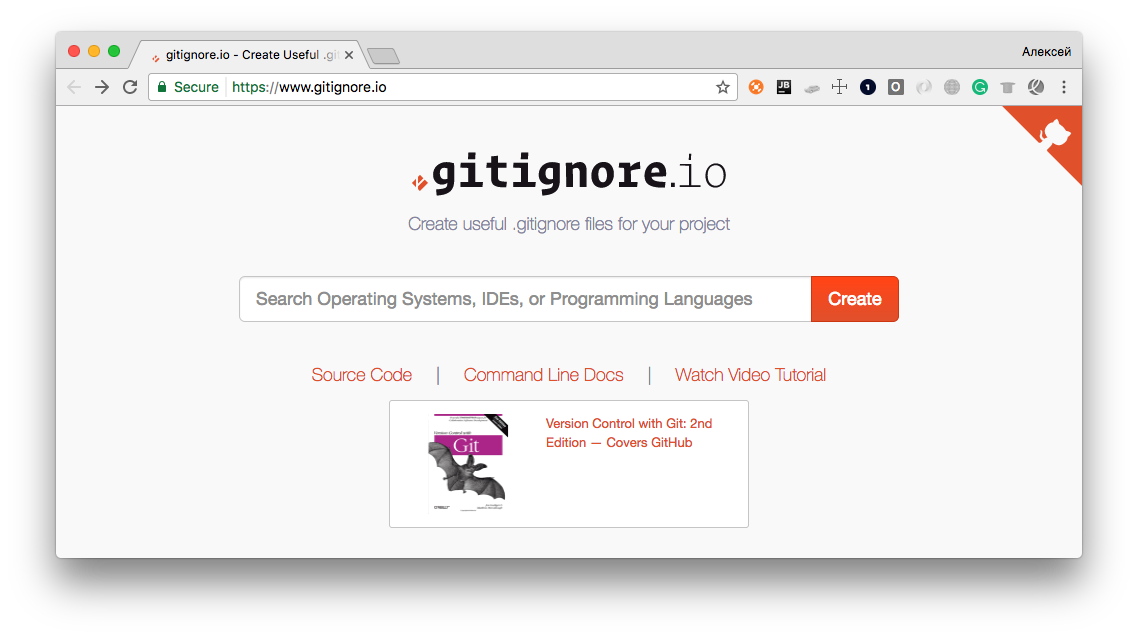 gitignore.io - Create Useful .gi
Алексей
Secure
https://www.gitignore.io
JB
1
O
G
gitignore.io
Create useful .gitignore files for your project
Search Operating Systems, IDEs, or Programming Languages
Create
Source Code | Command Line Docs | Watch Video Tutorial
Version Control with
Git
O'REILLY
Version Control with Git: 2nd
Edition — Covers GitHub